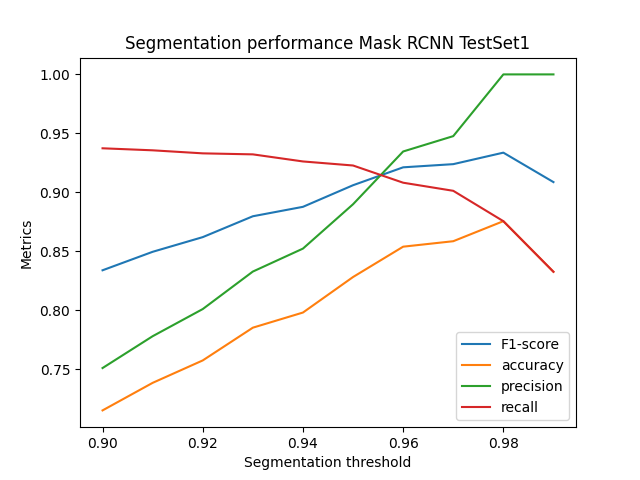 Segmentation performance Mask RCNN TestSet1
Metrics
1.00
0.95
0.90
0.85
0.80
0.75
F1-score
accuracy
precision
recall
0.90 0.92 0.94 0.96 0.98
Segmentation threshold